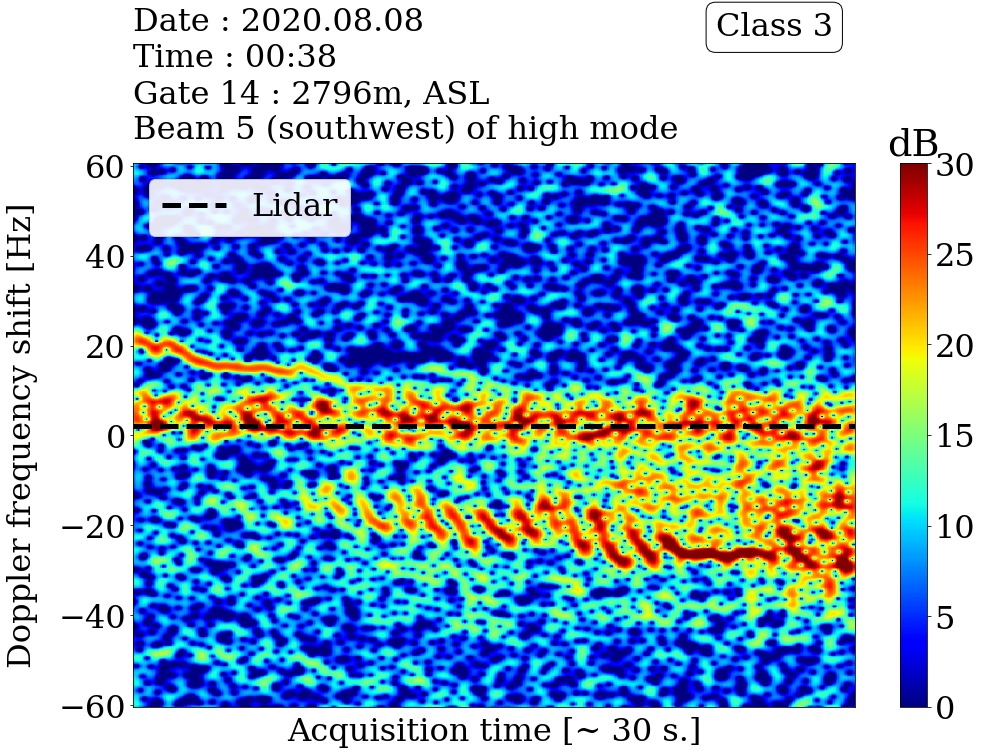 Date : 2020.08.08
Time : 00:38
Gate 14 : 2796m, ASL
Beam 5 (southwest) of high mode
Class 3
dB
Lidar
Doppler frequency shift [Hz]
60
40
20
0
−20
−40
−60
30
25
20
15
10
5
0
Acquisition time [~ 30 s.]